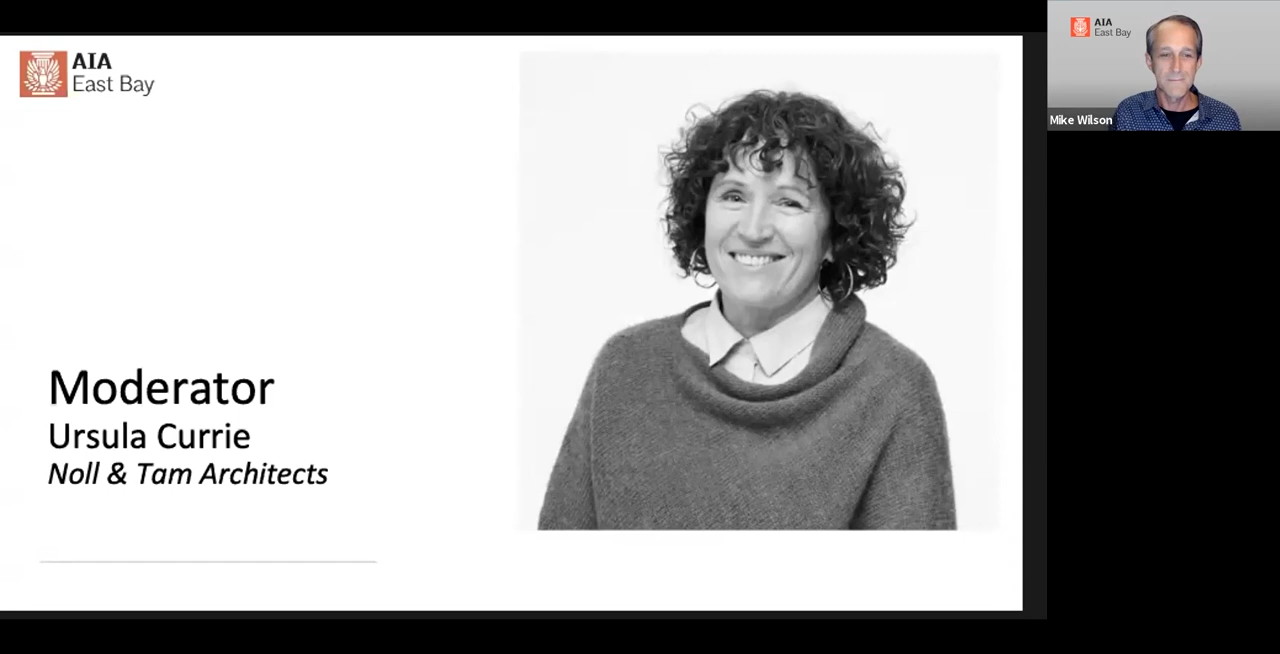 AIA
East Bay
Moderator
Ursula Currie
Noll & Tam Architects
AIA
East Bay
Mike Wilson